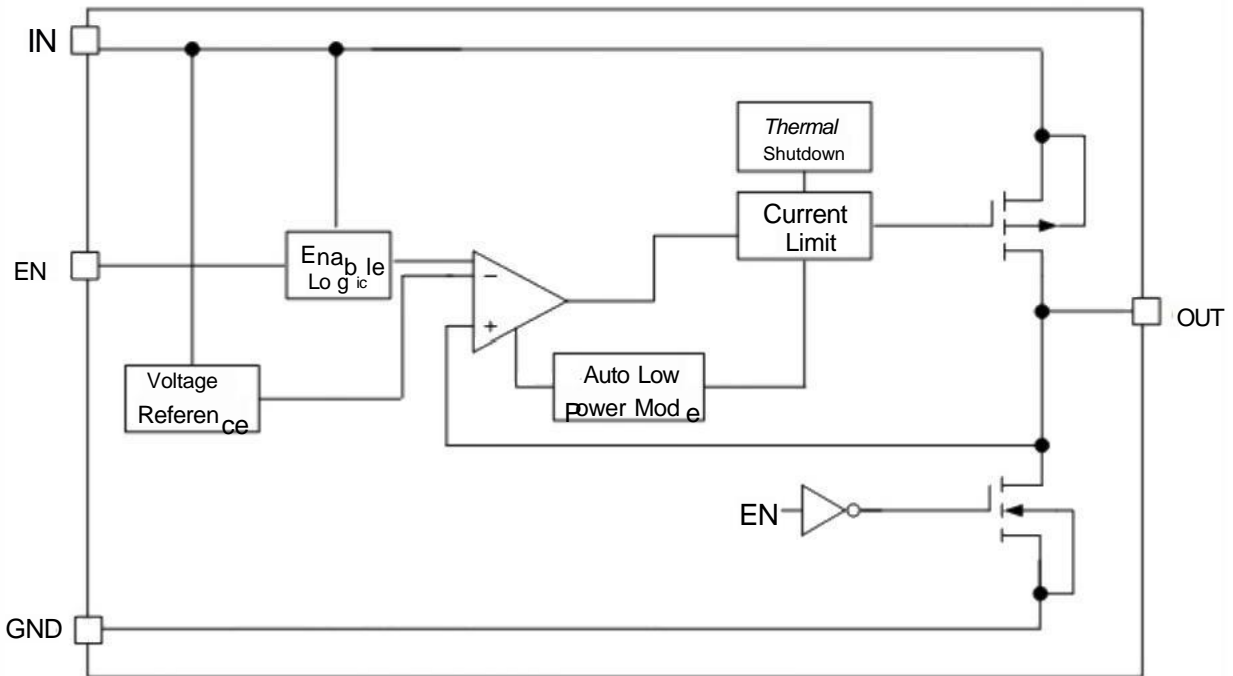 IN
Thermal
Shutdown
Current
Limit
EN
Enable
Logic
−
+
OUT
Voltage
Reference
Auto Low
Power Mode
EN
GND